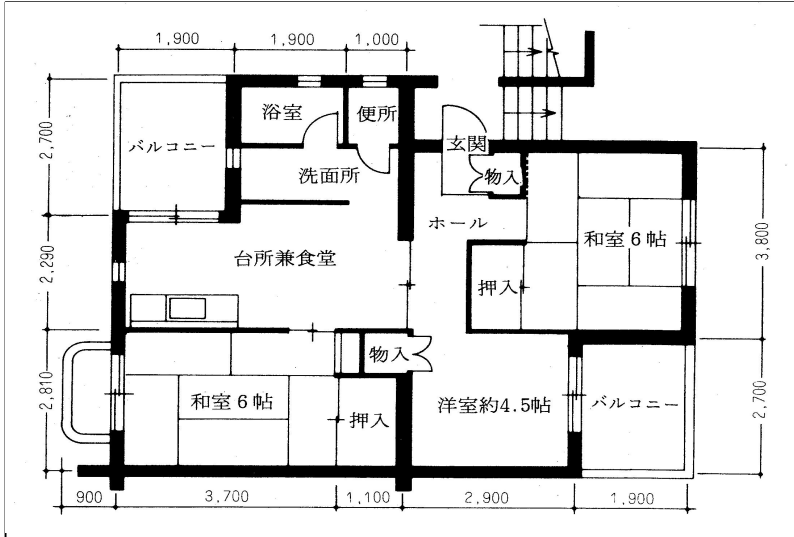 1,900
1,900
1,000
浴室
便所
バルコニー
玄関
洗面所
物入
2,700
ホール
和室6帖
台所兼食堂
2,290
3,800
押入
物入
2,810
和室6帖
押入
洋室約4.5帖
バルコニー
2,700
900
3,700
1,100
2,900
1,900